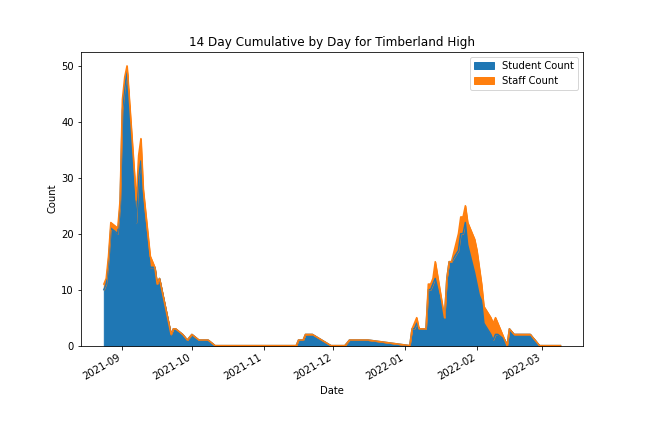 14 Day Cumulative by Day for Timberland High
Student Count
Staff Count
50
40
30
20
10
0
Count
2021-09
2021-10
2021-11
2021-12
2022-01
2022-02
2022-03
Date